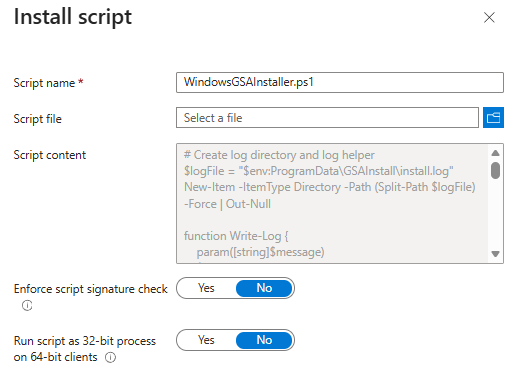 Install script
Script name *
WindowsGSAInstaller.ps1
Script file
Select a file
Script content
# Create log directory and log helper
$logFile = "$env:ProgramData\GSAInstall\install.log"
New-Item -ItemType Directory -Path (Split-Path $logFile)
-Force | Out-Null
function Write-Log {
param([string]$message)
Enforce script signature check
Yes No
Run script as 32-bit process
on 64-bit clients
Yes No